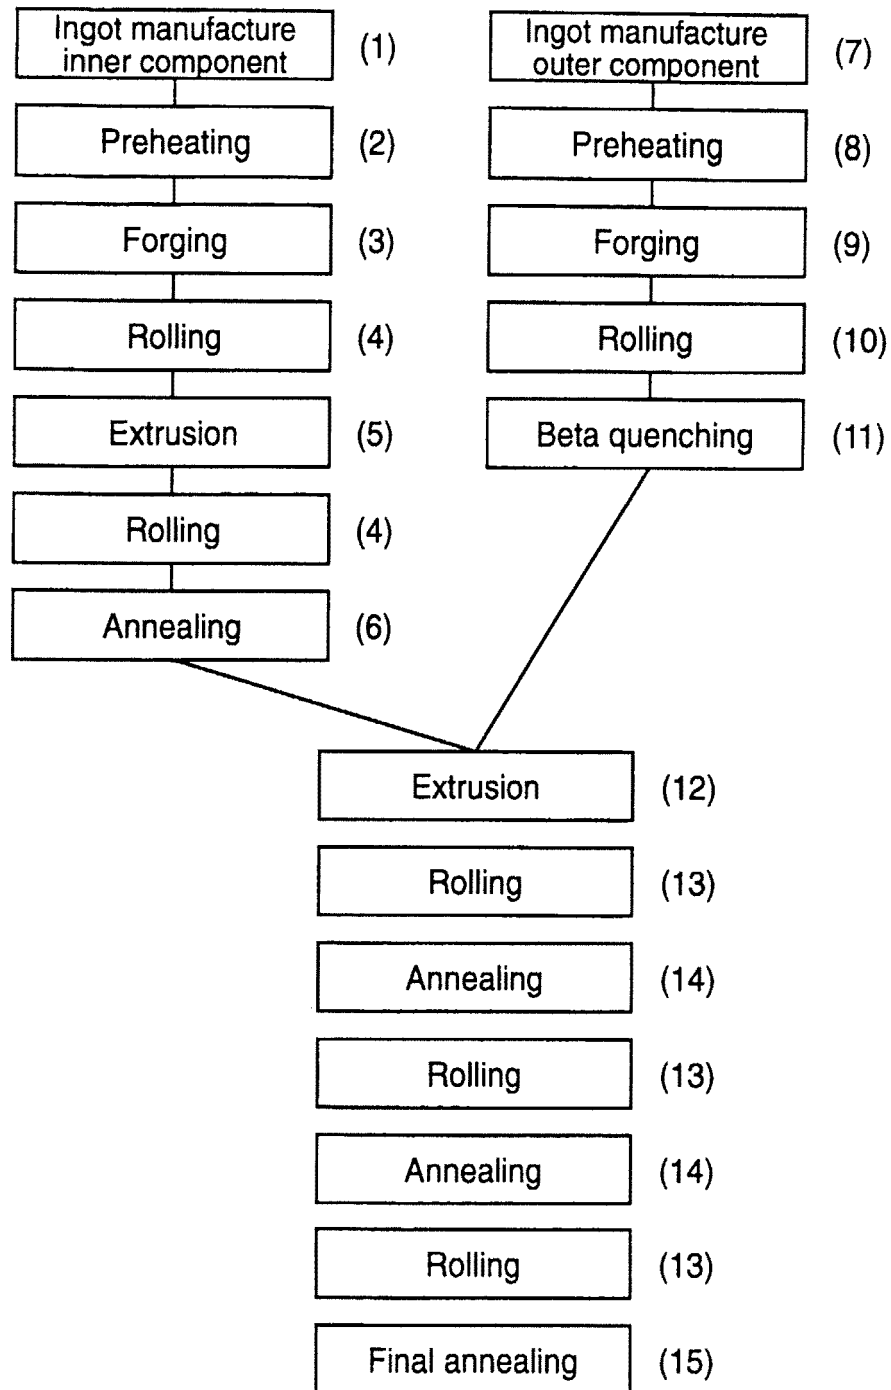 Ingot manufacture
inner component
(1)
Preheating
(2)
Forging
(3)
Rolling
(4)
Extrusion
(5)
Rolling
(4)
Annealing
(6)
Ingot manufacture
outer component
(7)
Preheating
(8)
Forging
(9)
Rolling
(10)
Beta quenching
(11)
Extrusion
(12)
Rolling
(13)
Annealing
(14)
Rolling
(13)
Annealing
(14)
Rolling
(13)
Final annealing
(15)